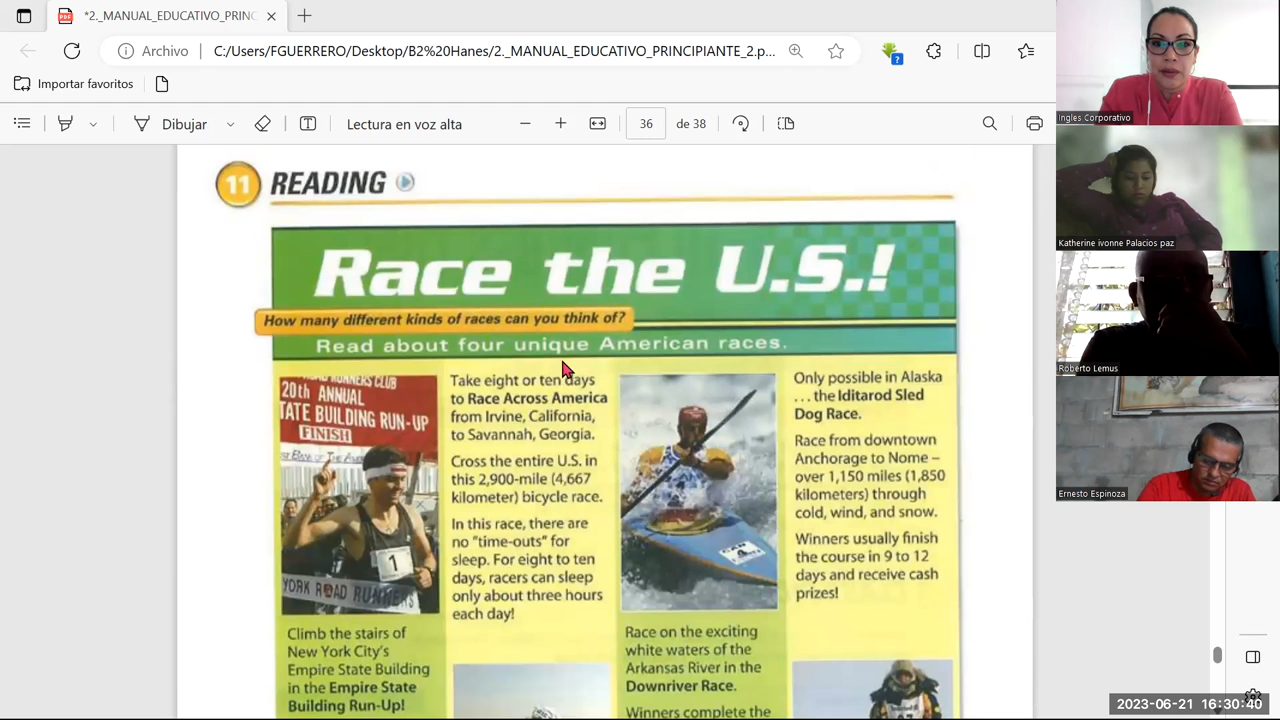 *2._MANUAL_EDUCATIVO_PRINC
Archivo
C:/Users/FGUERRERO/Desktop/B2%20Hanes/2._MANUAL_EDUCATIVO_PRINCIPIANTE_2.p...
Importar favoritos
Dibujar
Lectura en voz alta
36
de 38
11 READING
Race the U.S.!
How many different kinds of races can you think of?
Read about four unique American races.
RUNNERS CLUB
20th ANNUAL
TATE BUILDING RUN-UP
FINISH
1
YORK ROAD RUNNERS
Climb the stairs of
New York City's
Empire State Building
in the Empire State
Building Run-Up!
Take eight or ten days
to Race Across America
from Irvine, California,
to Savannah, Georgia.
Cross the entire U.S. in
this 2,900-mile (4,667
kilometer) bicycle race.
In this race, there are
no "time-outs" for
sleep. For eight to ten
days, racers can sleep
only about three hours
each day!
Race on the exciting
white waters of the
Arkansas River in the
Downriver Race.
Winners complete the
Only possible in Alaska
... the Iditarod Sled
Dog Race.
Race from downtown
Anchorage to Nome –
over 1,150 miles (1,850
kilometers) through
cold, wind, and snow.
Winners usually finish
the course in 9 to 12
days and receive cash
prizes!
Ingles Corporativo
Katherine ivonne Palacios paz
Roberto Lemus
Ernesto Espinoza
2023-06-21 16:30:40